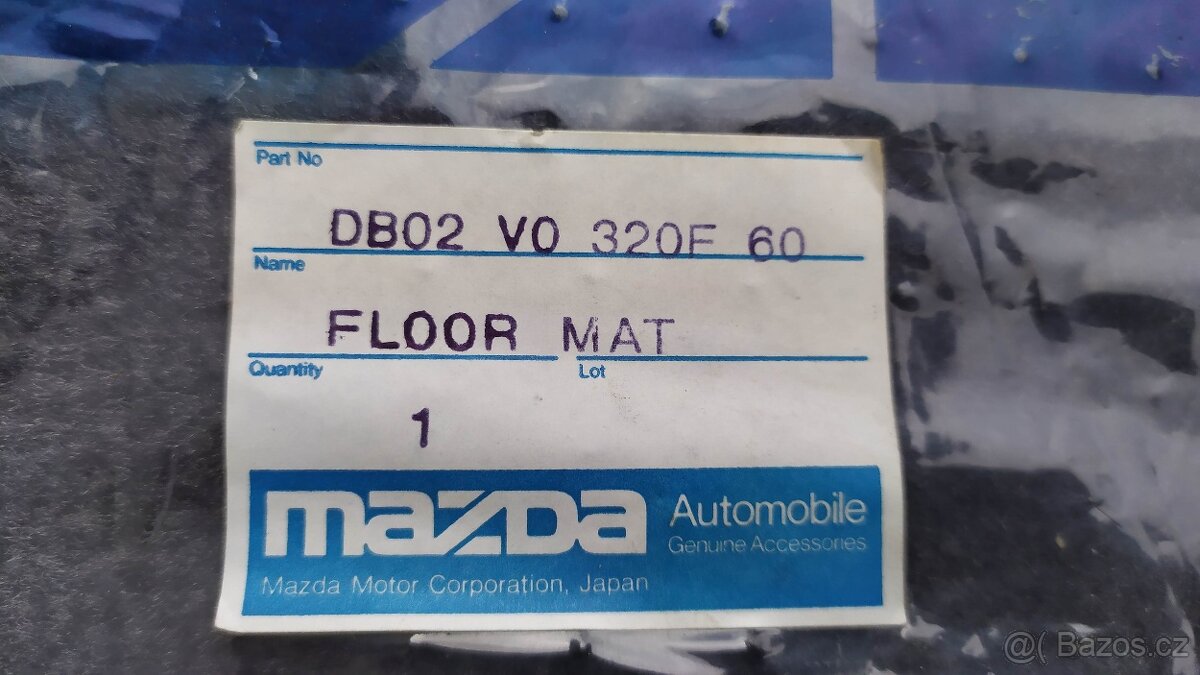 Part No
DB02 V0 320F 60
Name
FLOOR MAT
Quantity
Lot
1
mazda
Automobile
Genuine Accessories
Mazda Motor Corporation, Japan
@( Bazos.cz